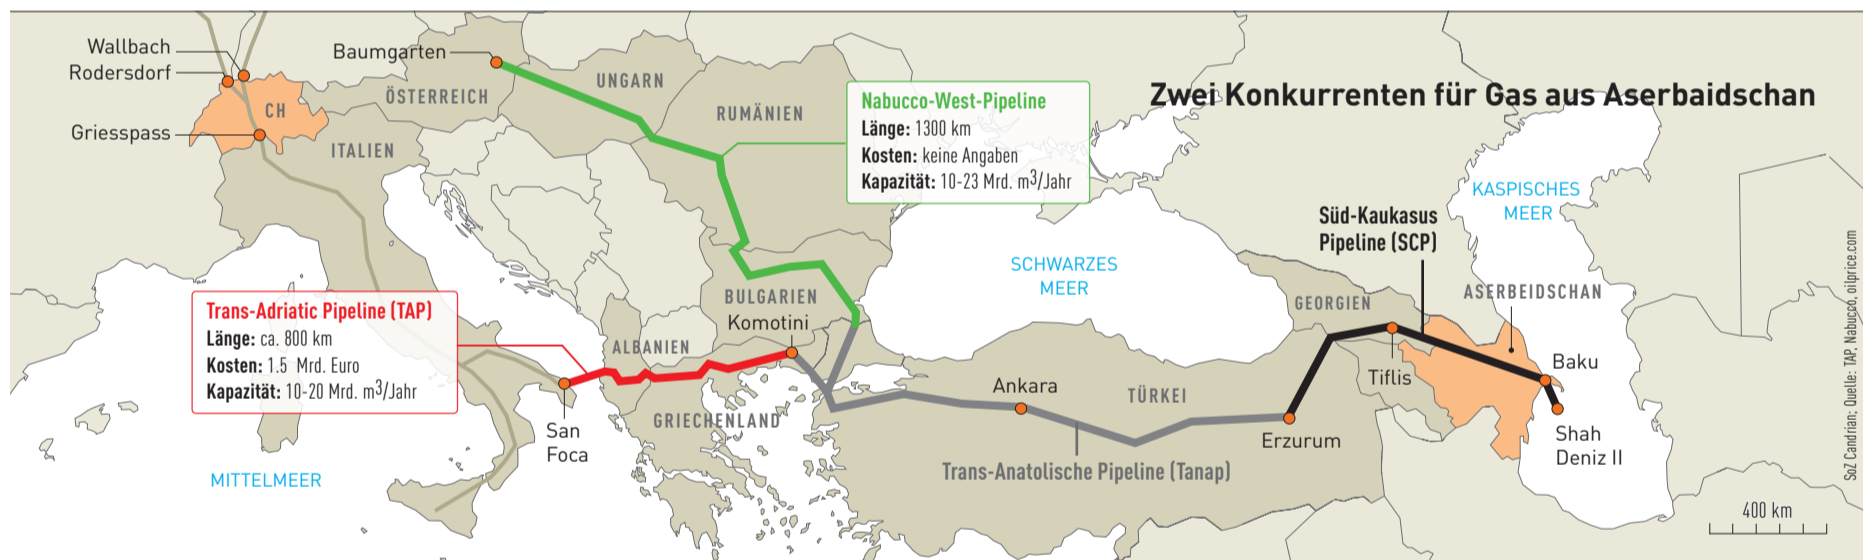 Zwei Konkurrenten für Gas aus Aserbaidschan
Wallbach
Rodersdorf
Griesspass
CH
Baumgarten
ÖSTERREICH
UNGARN
RUMÄNIEN
ITALIEN
Nabucco-West-Pipeline
Länge: 1300 km
Kosten: keine Angaben
Kapazität: 10-23 Mrd. m³/Jahr
KASPISCHES
MEER
Süd-Kaukasus
Pipeline (SCP)
SCHWARZES
MEER
Trans-Adriatic Pipeline (TAP)
Länge: ca. 800 km
Kosten: 1.5 Mrd. Euro
Kapazität: 10-20 Mrd. m³/Jahr
BULGARIEN
Komotini
ALBANIEN
GRIECHENLAND
San
Foca
MITTELMEER
Ankara
TÜRKEI
Trans-Anatolische Pipeline (Tanap)
Erzurum
GEORGIEN
Tiflis
ASERBEIDSCHAN
Baku
Shah
Deniz II
400 km
SoZ Candrian; Quelle: TAP, Nabucco, oilprice.com